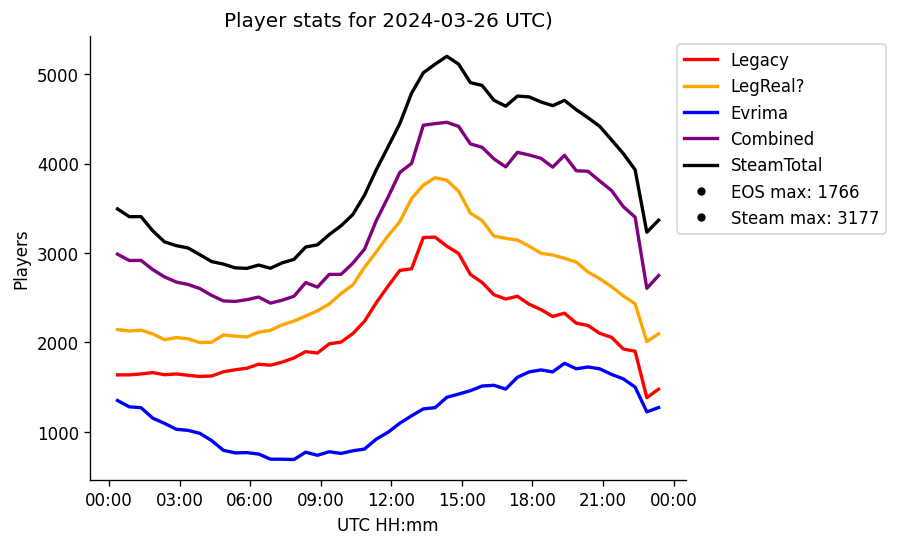 Player stats for 2024-03-26 UTC)
Legacy
LegReal?
Evrima
Combined
SteamTotal
EOS max: 1766
Steam max: 3177
5000
4000
3000
2000
1000
Players
00:00 03:00 06:00 09:00 12:00 15:00 18:00 21:00 00:00
UTC HH:mm